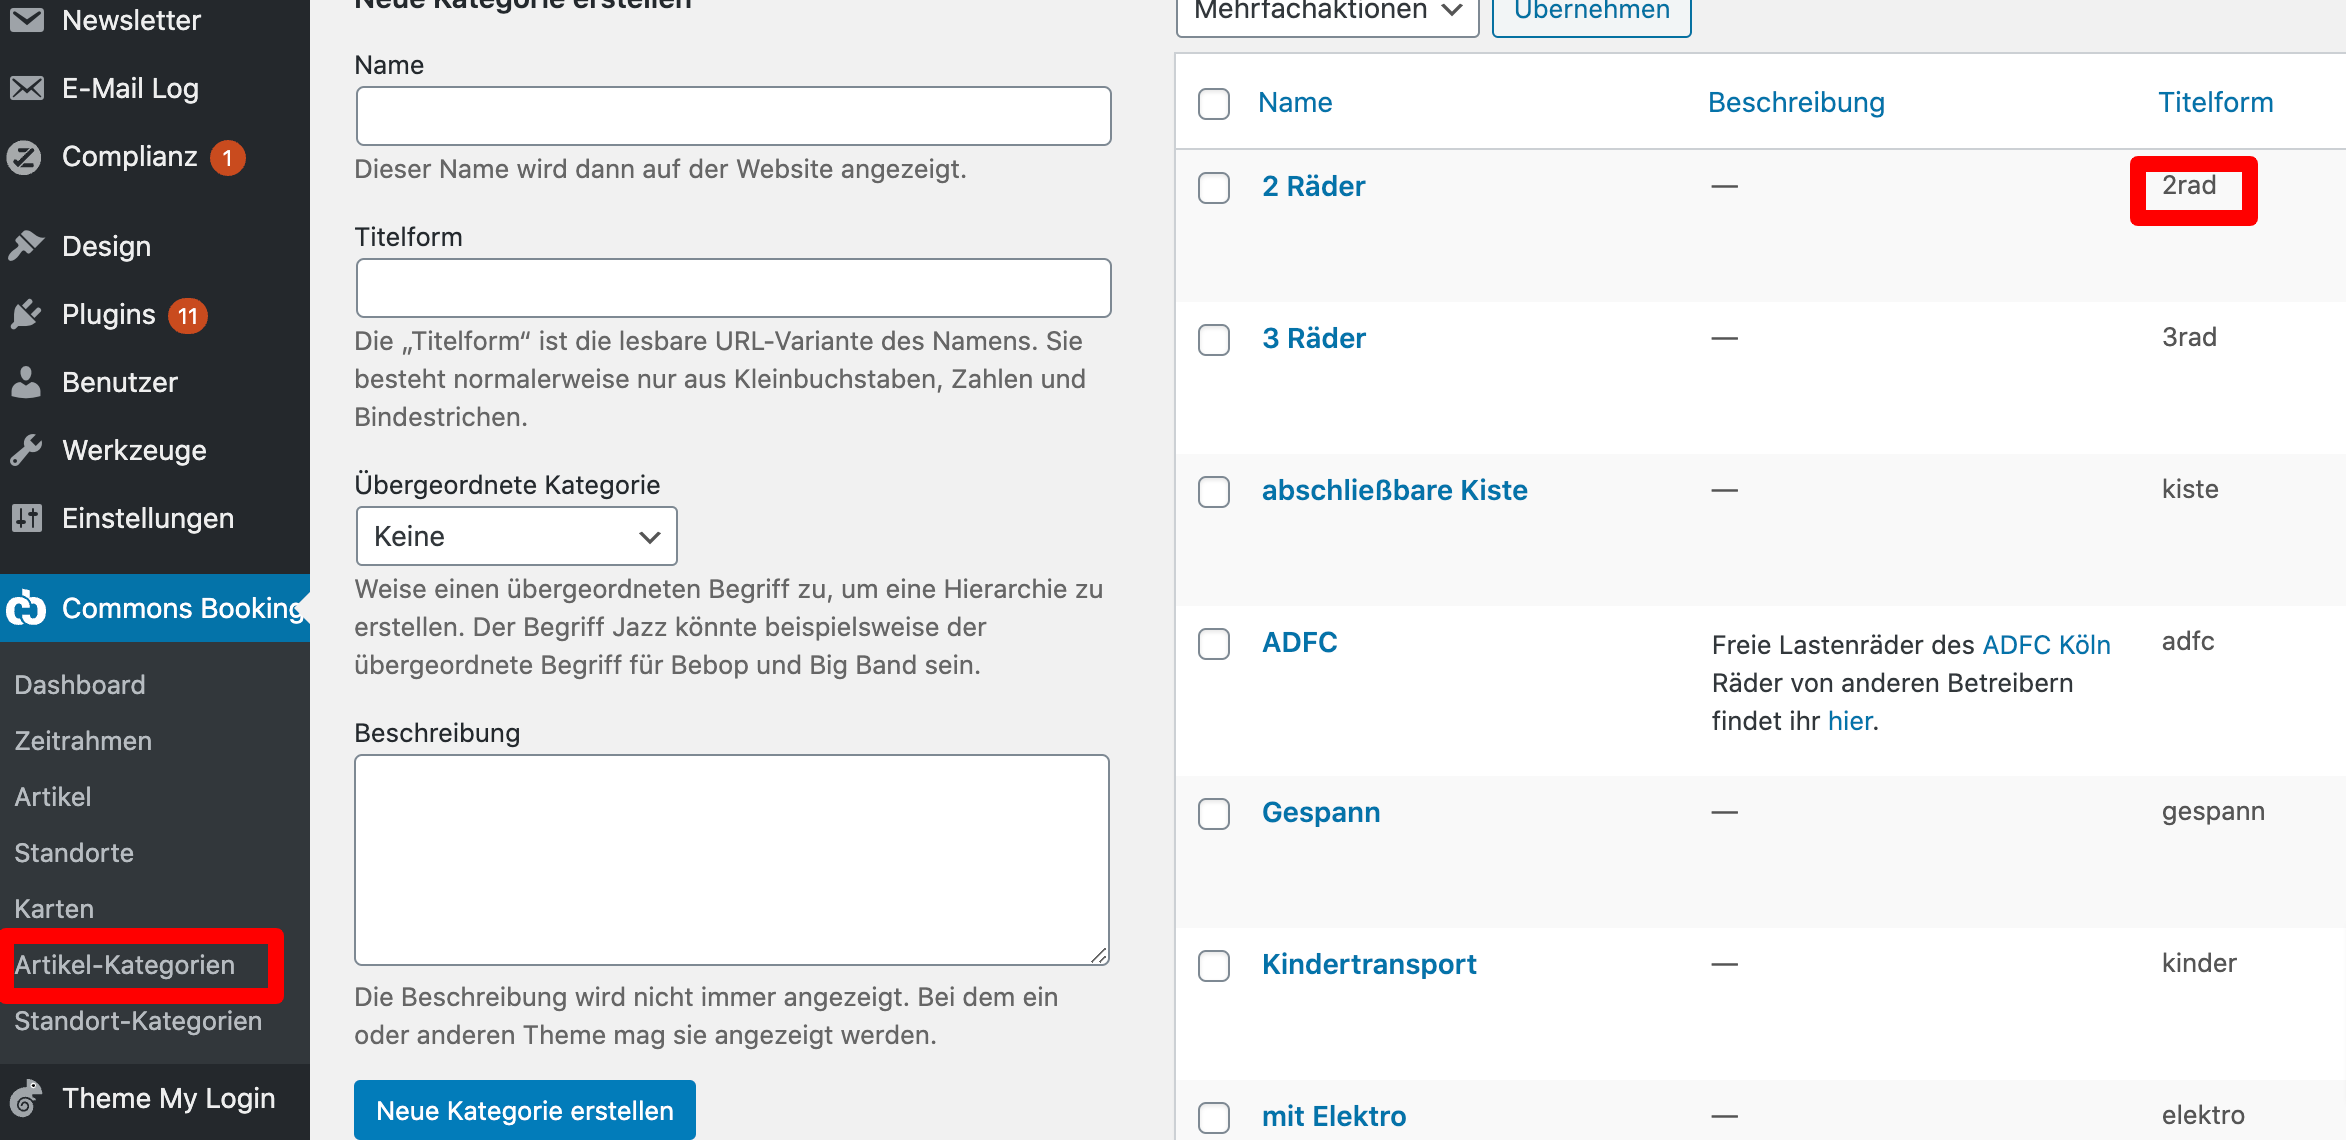 Newsletter
E-Mail Log
Complianz 1
Design
Plugins 11
Benutzer
Werkzeuge
Einstellungen
Commons Booking
Dashboard
Zeitrahmen
Artikel
Standorte
Karten
Artikel-Kategorien
Standort-Kategorien
Theme My Login
Neue Kategorie erstellen
Name
Dieser Name wird dann auf der Website angezeigt.
Titelform
Die „Titelform“ ist die lesbare URL-Variante des Namens. Sie
besteht normalerweise nur aus Kleinbuchstaben, Zahlen und
Bindestrichen.
Übergeordnete Kategorie
Keine
Weise einen übergeordneten Begriff zu, um eine Hierarchie zu
erstellen. Der Begriff Jazz könnte beispielsweise der
übergeordnete Begriff für Bebop und Big Band sein.
Beschreibung
Die Beschreibung wird nicht immer angezeigt. Bei dem ein
oder anderen Theme mag sie angezeigt werden.
Neue Kategorie erstellen
Mehrfachaktionen Übernehmen
Name Beschreibung Titelform
2 Räder — 2rad
3 Räder — 3rad
abschließbare Kiste — kiste
ADFC Freie Lastenräder des ADFC Köln adfc
Räder von anderen Betreibern
findet ihr hier.
Gespann — gespann
Kindertransport — kinder
mit Elektro — elektro